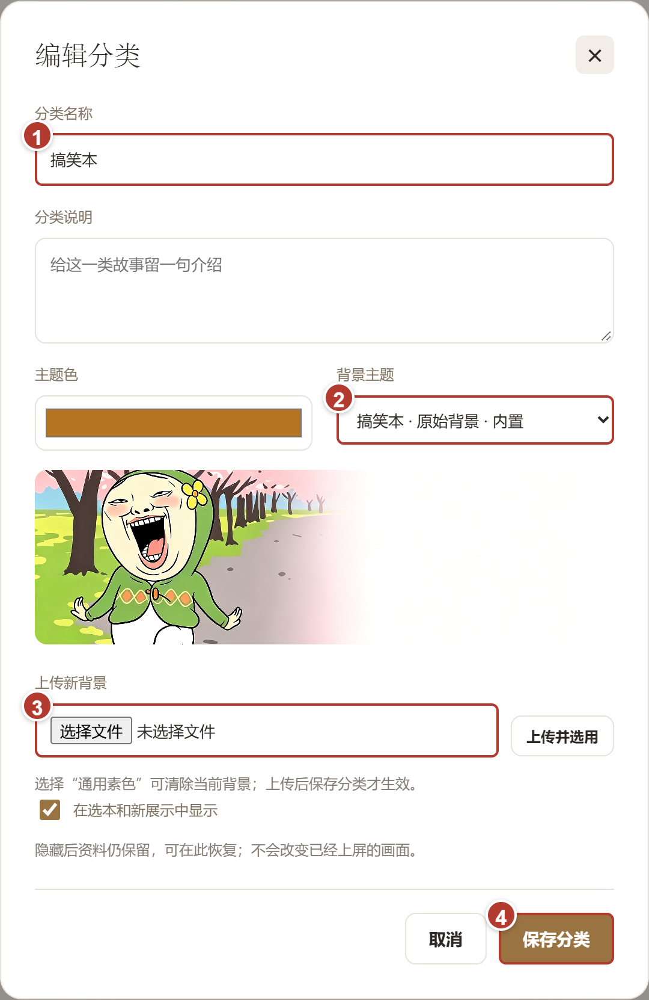 编辑分类
分类名称
1
搞笑本
分类说明
给这一类故事留一句介绍
主题色
背景主题
2
搞笑本 · 原始背景 · 内置
上传新背景
3
选择文件 未选择文件
上传并选用
选择“通用素色”可清除当前背景；上传后保存分类才生效。
在选本和新展示中显示
隐藏后资料仍保留，可在此恢复；不会改变已经上屏的画面。
取消
4
保存分类